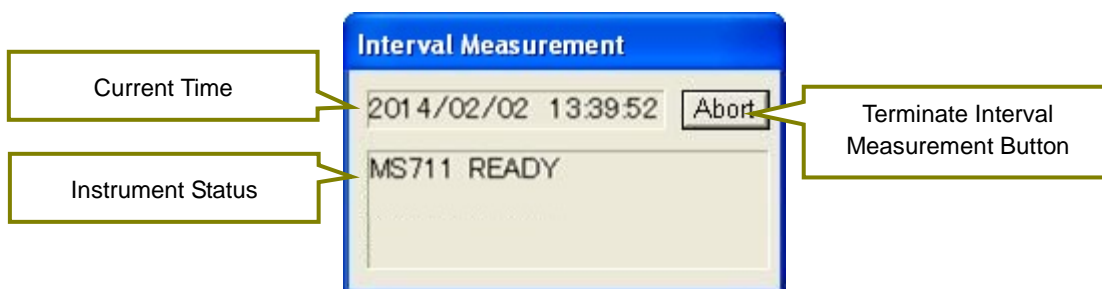 Interval Measurement
Current Time
2014/02/02 13:39:52
Abort
Terminate Interval
Measurement Button
Instrument Status
MS711 READY